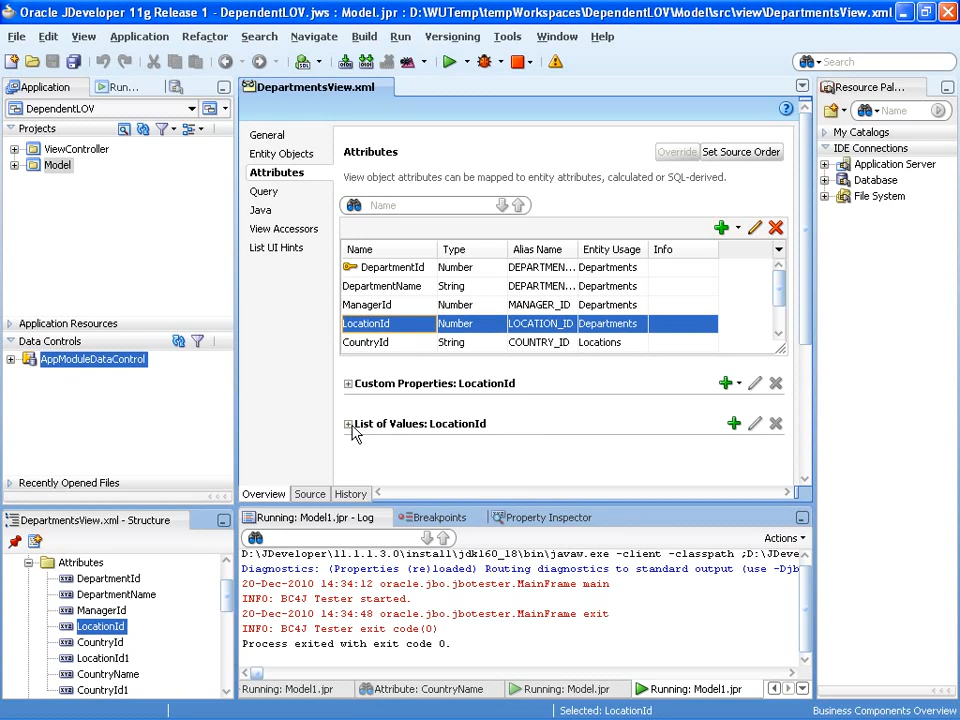 Oracle JDeveloper 11g Release 1 - DependentLOV.jws : Model.jpr : D:\WUTemp\tempWorkspaces\DependentLOV\Model\src\view\DepartmentsView.xml
File Edit View Application Refactor Search Navigate Build Run Versioning Tools Window Help
Search
Application Run...
DependentLOV
Projects
ViewController
Model
Application Resources
Data Controls
AppModuleDataControl
Recently Opened Files
DepartmentsView.xml - Structure
Attributes
DepartmentId
DepartmentName
ManagerId
LocationId
CountryId
LocationId1
CountryName
CountryId1
DepartmentsView.xml
General
Entity Objects
Attributes
Query
Java
View Accessors
List UI Hints
Attributes
Override Set Source Order
View object attributes can be mapped to entity attributes, calculated or SQL-derived.
Name
Name Type Alias Name Entity Usage Info
DepartmentId Number DEPARTMEN... Departments
DepartmentName String DEPARTMEN... Departments
ManagerId Number MANAGER_ID Departments
LocationId Number LOCATION_ID Departments
CountryId String COUNTRY_ID Locations
Custom Properties: LocationId
List of Values: LocationId
Overview Source History
Running: Model1.jpr - Log Breakpoints Property Inspector
Actions
D:\JDeveloper\11.1.1.3.0\install\jdk160_18\bin\javaw.exe -client -classpath ;D:\JDeve
Diagnostics: (Properties (re)loaded) Routing diagnostics to standard output (use -Djb
20-Dec-2010 14:34:12 oracle.jbo.jbotester.MainFrame main
INFO: BC4J Tester started.
20-Dec-2010 14:34:48 oracle.jbo.jbotester.MainFrame exit
INFO: BC4J Tester exit code(0)
Process exited with exit code 0.
Running: Model1.jpr Attribute: CountryName Running: Model.jpr Running: Model1.jpr
Resource Pal...
Name
My Catalogs
IDE Connections
Application Server
Database
File System
Selected: LocationId Business Components Overview